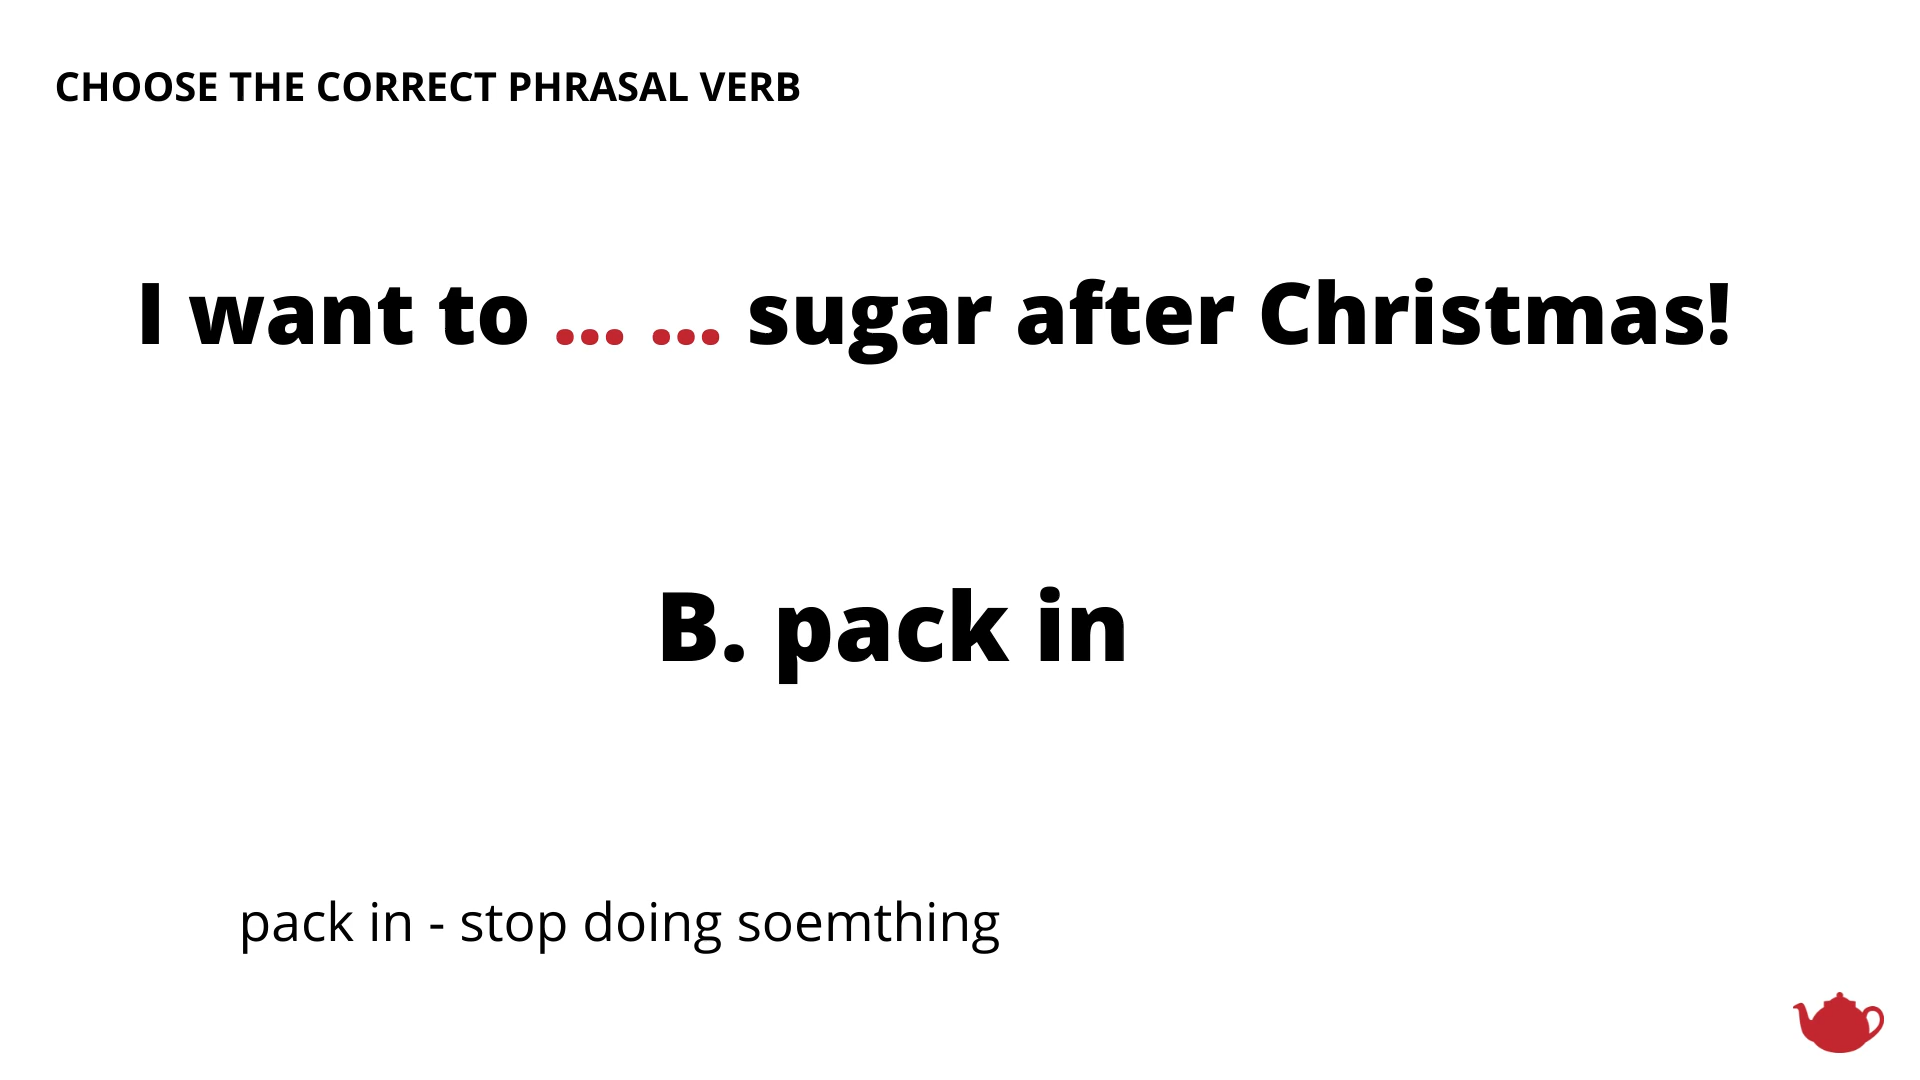 CHOOSE THE CORRECT PHRASAL VERB
I want to ... ... sugar after Christmas!
B. pack in
pack in - stop doing soemthing